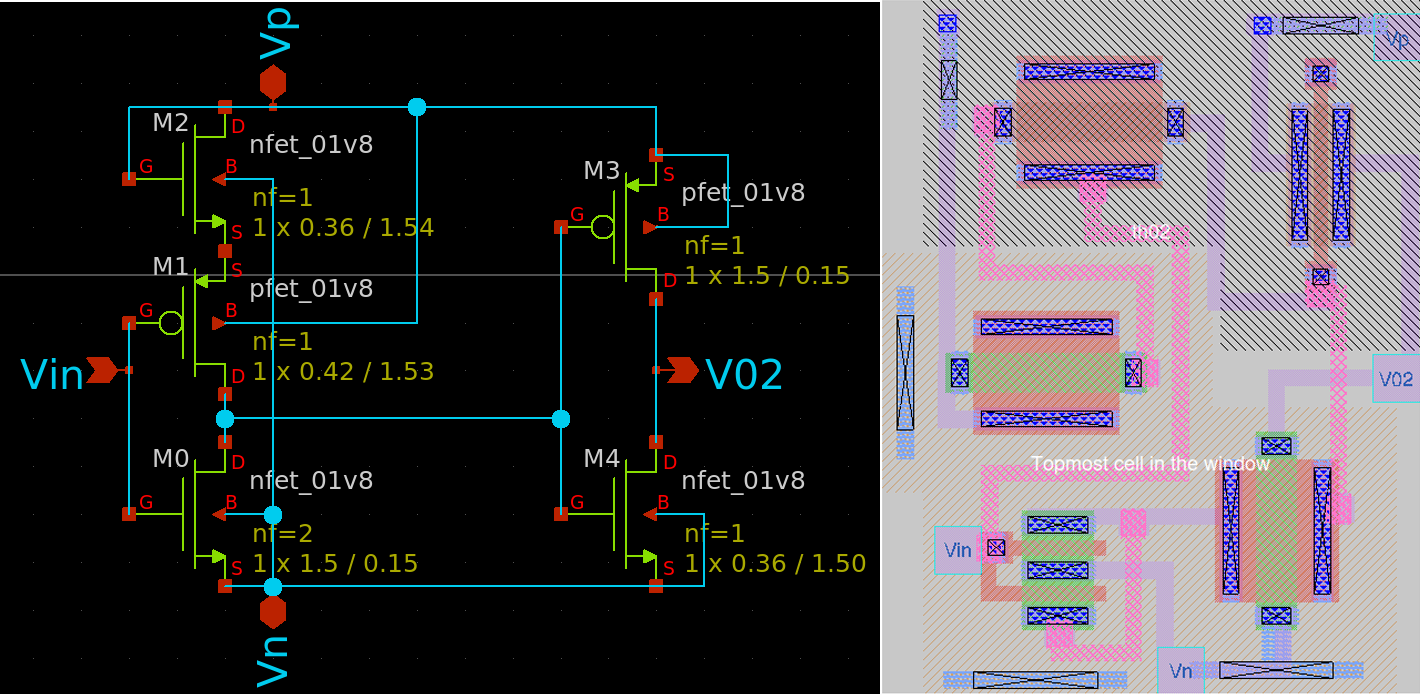 Vp
M2
D
nfet_01v8
G
B
nf=1
1 x 0.36 / 1.54
S
M1
S
pfet_01v8
G
B
nf=1
1 x 0.42 / 1.53
D
Vin
M0
D
nfet_01v8
G
B
nf=2
1 x 1.5 / 0.15
S
Vn
M3
S
pfet_01v8
G
B
nf=1
1 x 1.5 / 0.15
D
V02
M4
D
nfet_01v8
G
B
nf=1
1 x 0.36 / 1.50
S
Vp
th02
V02
Topmost cell in the window
Vin
Vn